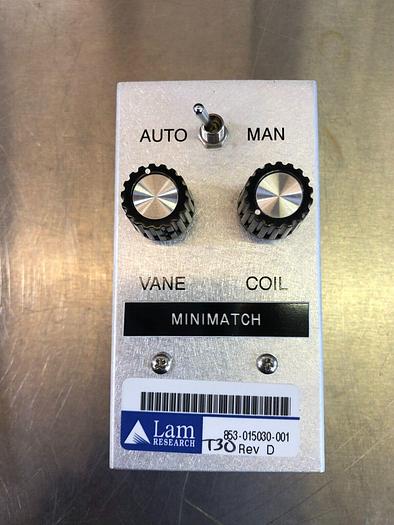 AUTO MAN
VANE COIL
MINIMATCH
Lam
RESEARCH
853-015030-001
T30 Rev D